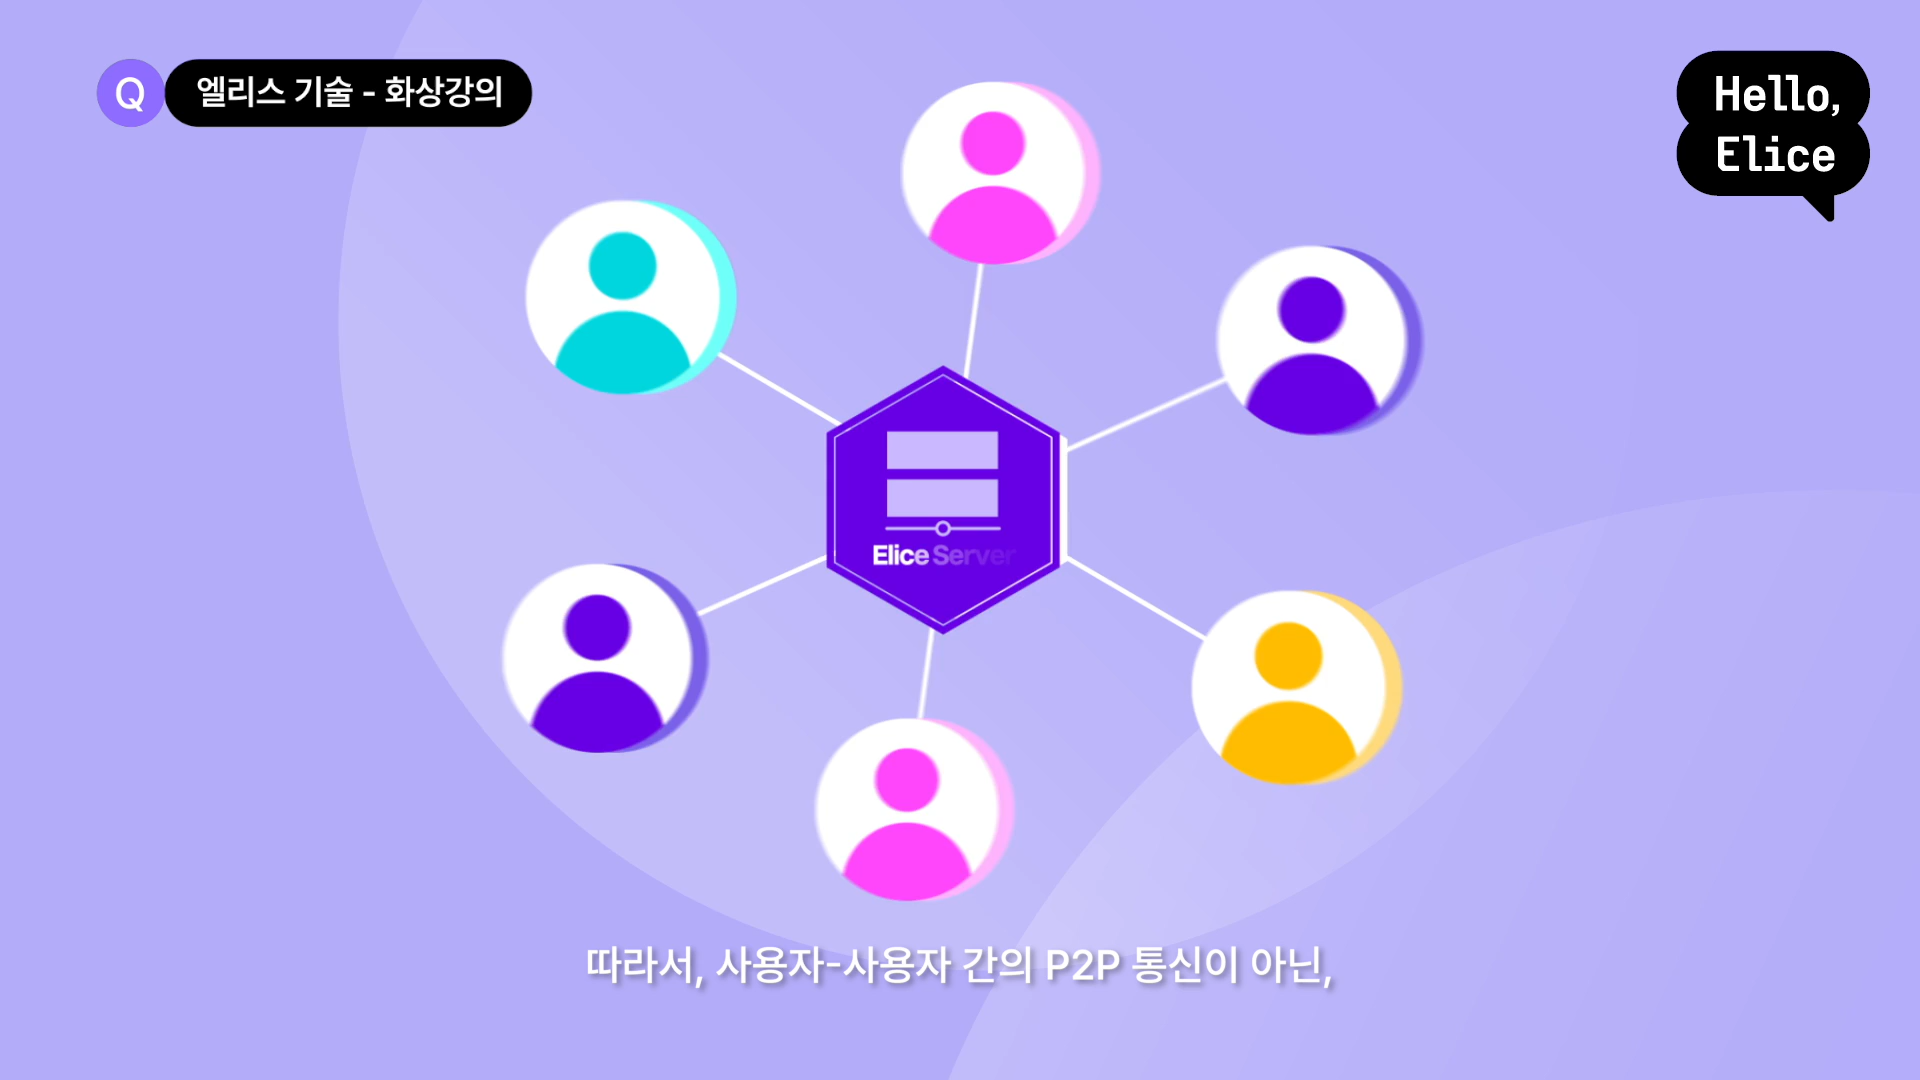 Q 엘리스 기술 - 화상강의
Hello,
Elice
Elice Server
따라서, 사용자-사용자 간의 P2P 통신이 아닌,